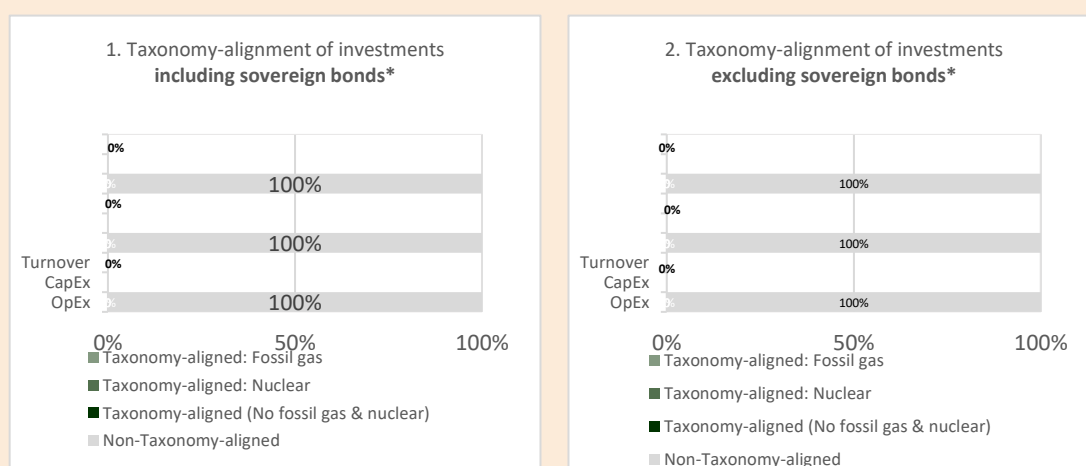 1. Taxonomy-alignment of investments
including sovereign bonds*
0%
100%
0%
100%
Turnover
0%
CapEx
OpEx
100%
0%
50%
100%
Taxonomy-aligned: Fossil gas
Taxonomy-aligned: Nuclear
Taxonomy-aligned (No fossil gas & nuclear)
Non-Taxonomy-aligned
2. Taxonomy-alignment of investments
excluding sovereign bonds*
0%
100%
0%
100%
Turnover
0%
CapEx
OpEx
100%
0%
50%
100%
Taxonomy-aligned: Fossil gas
Taxonomy-aligned: Nuclear
Taxonomy-aligned (No fossil gas & nuclear)
Non-Taxonomy-aligned